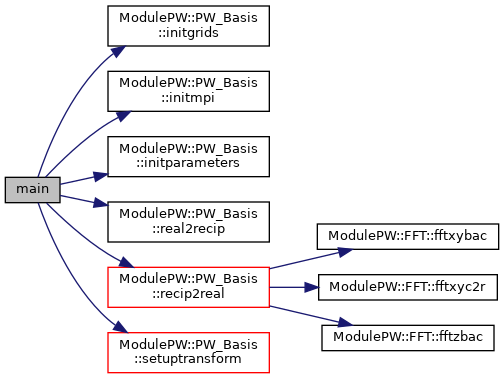 ModulePW::PW_Basis
::initgrids
ModulePW::PW_Basis
::initmpi
ModulePW::PW_Basis
::initparameters
main
ModulePW::PW_Basis
::real2recip
ModulePW::PW_Basis
::recip2real
ModulePW::PW_Basis
::setuptransform
ModulePW::FFT::fftxybac
ModulePW::FFT::fftxyc2r
ModulePW::FFT::fftzbac